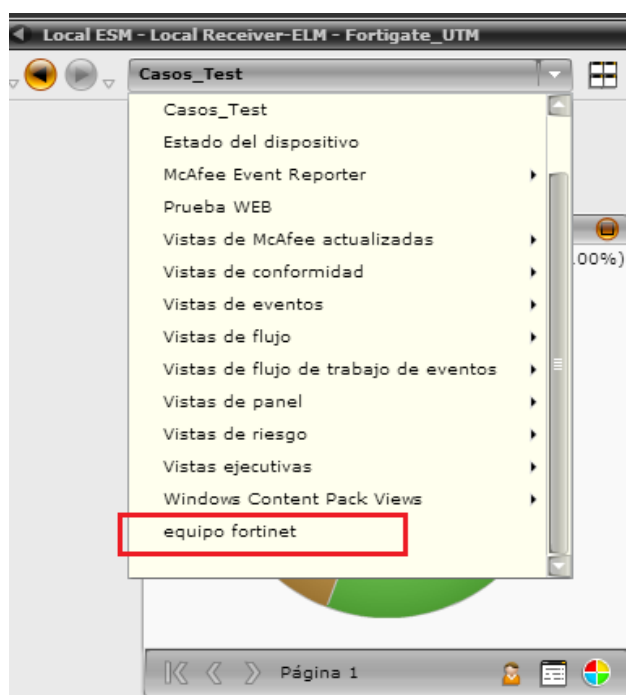 Local ESM - Local Receiver-ELM - Fortigate_UTM
Casos_Test
Casos_Test
Estado del dispositivo
McAfee Event Reporter
Prueba WEB
Vistas de McAfee actualizadas
Vistas de conformidad
.00%)
Vistas de eventos
Vistas de flujo
Vistas de flujo de trabajo de eventos
Vistas de panel
Vistas de riesgo
Vistas ejecutivas
Windows Content Pack Views
equipo fortinet
Página 1